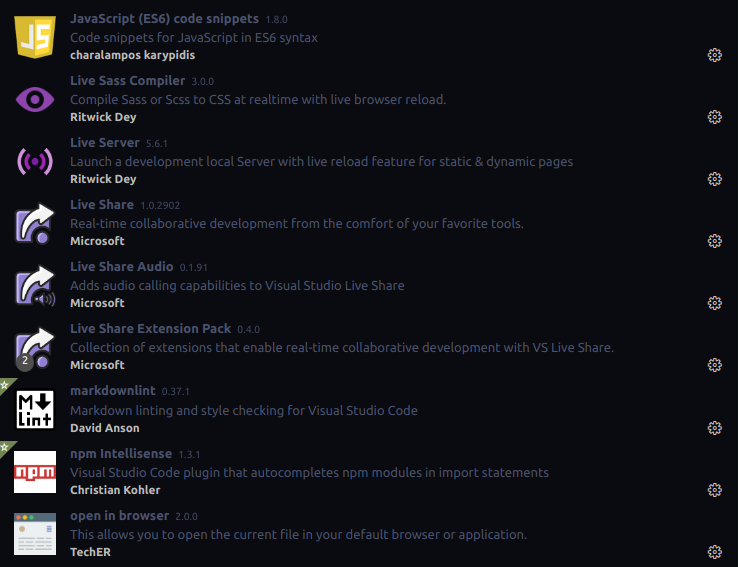 JS
JavaScript (ES6) code snippets 1.8.0
Code snippets for JavaScript in ES6 syntax
charalampos karypidis
Live Sass Compiler 3.0.0
Compile Sass or Scss to CSS at realtime with live browser reload.
Ritwick Dey
Live Server 5.6.1
Launch a development local Server with live reload feature for static & dynamic pages
Ritwick Dey
Live Share 1.0.2902
Real-time collaborative development from the comfort of your favorite tools.
Microsoft
Live Share Audio 0.1.91
Adds audio calling capabilities to Visual Studio Live Share
Microsoft
Live Share Extension Pack 0.4.0
Collection of extensions that enable real-time collaborative development with VS Live Share.
2
Microsoft
markdownlint 0.37.1
M
Lint
Markdown linting and style checking for Visual Studio Code
David Anson
npm Intellisense 1.3.1
npm
Visual Studio Code plugin that autocompletes npm modules in import statements
Christian Kohler
open in browser 2.0.0
This allows you to open the current file in your default browser or application.
TechER